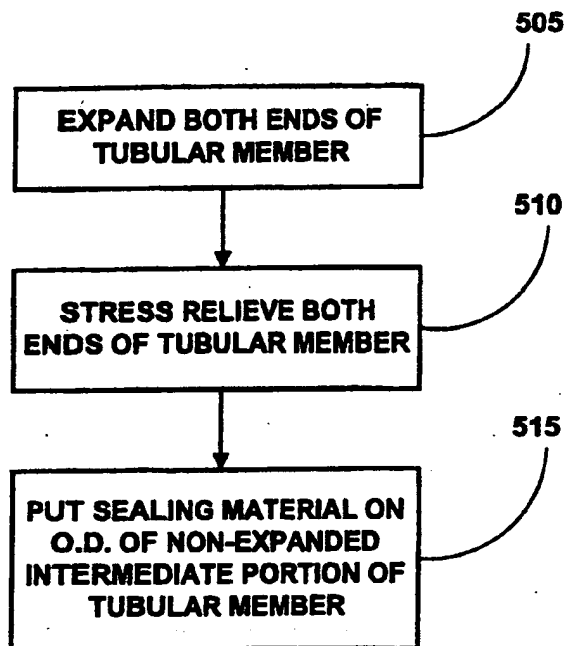 505
EXPAND BOTH ENDS OF
TUBULAR MEMBER
510
STRESS RELIEVE BOTH
ENDS OF TUBULAR MEMBER
515
PUT SEALING MATERIAL ON
O.D. OF NON-EXPANDED
INTERMEDIATE PORTION OF
TUBULAR MEMBER